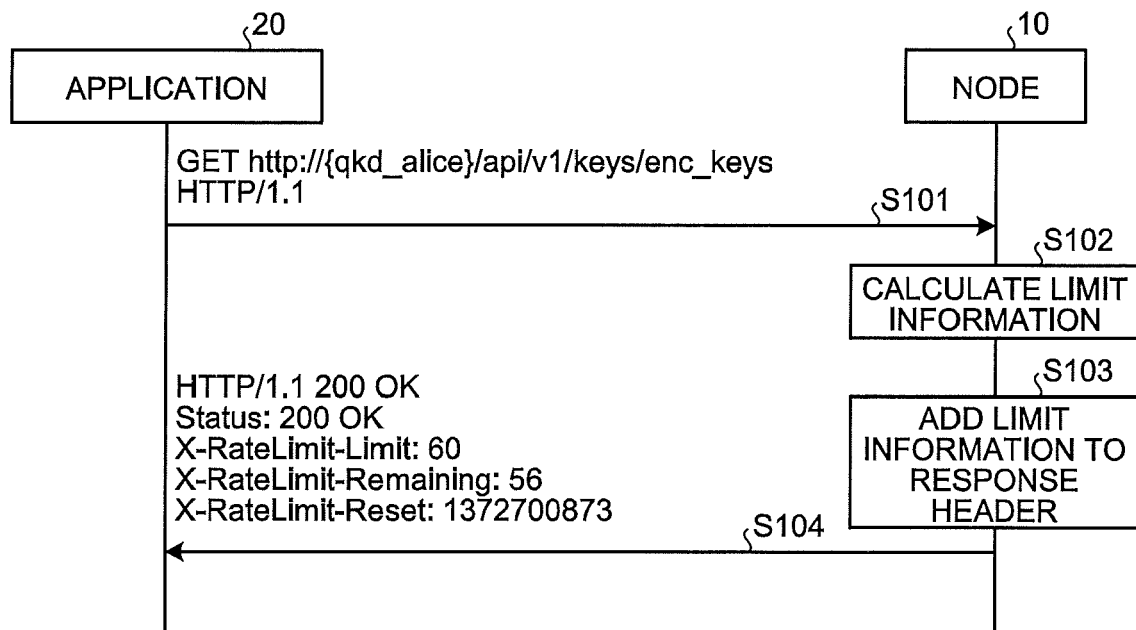 20
10
APPLICATION
NODE
GET http://{qkd_alice}/api/v1/keys/enc_keys
HTTP/1.1
S101
S102
CALCULATE LIMIT
INFORMATION
S103
HTTP/1.1 200 OK
Status: 200 OK
X-RateLimit-Limit: 60
X-RateLimit-Remaining: 56
X-RateLimit-Reset: 1372700873
ADD LIMIT
INFORMATION TO
RESPONSE
HEADER
S104